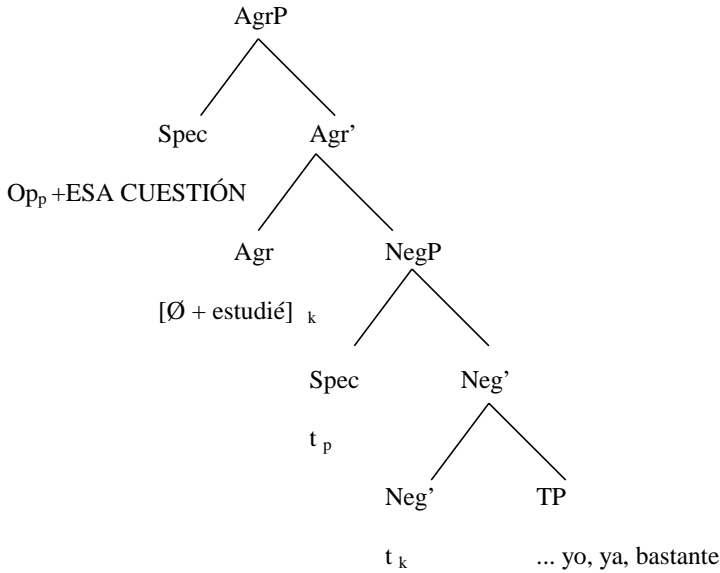 AgrP
Spec Agr’
Opp +ESA CUESTIÓN
Agr NegP
[Ø + estudié] k
Spec Neg’
t p
Neg’ TP
t k ... yo, ya, bastante